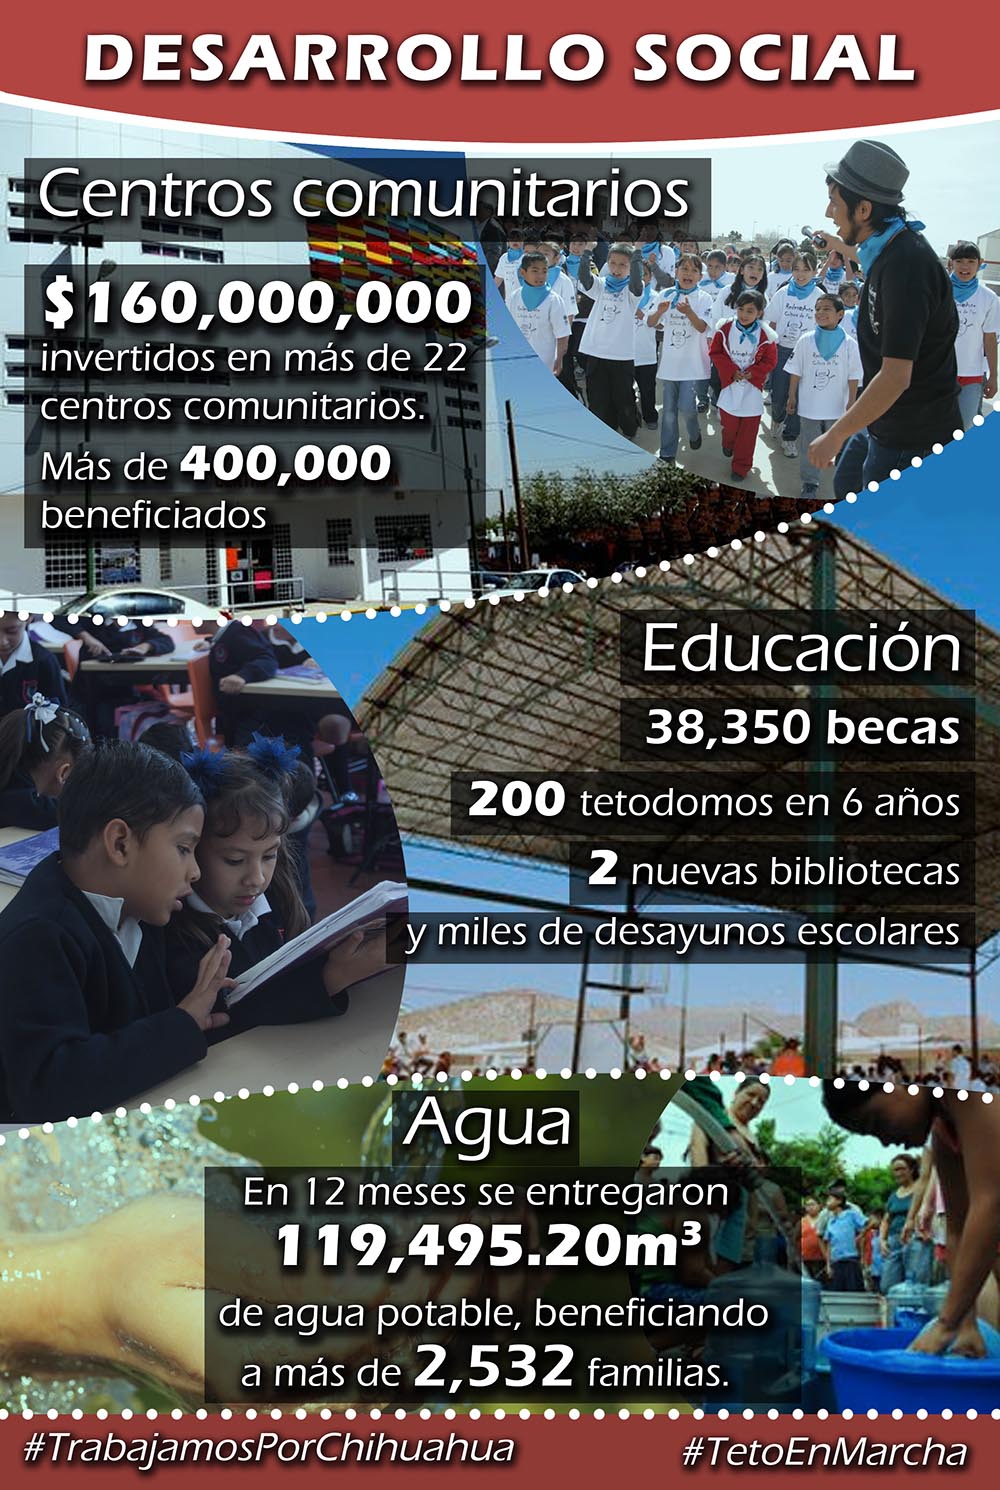 DESARROLLO SOCIAL
Centros comunitarios
$160,000,000
invertidos en más de 22
centros comunitarios.
Más de 400,000
beneficiados
Educación
38,350 becas
200 tetodomos en 6 años
2 nuevas bibliotecas
y miles de desayunos escolares
Agua
En 12 meses se entregaron
119,495.20m³
de agua potable, beneficiando
a más de 2,532 familias.
#TrabajamosPorChihuahua
#TetoEnMarcha